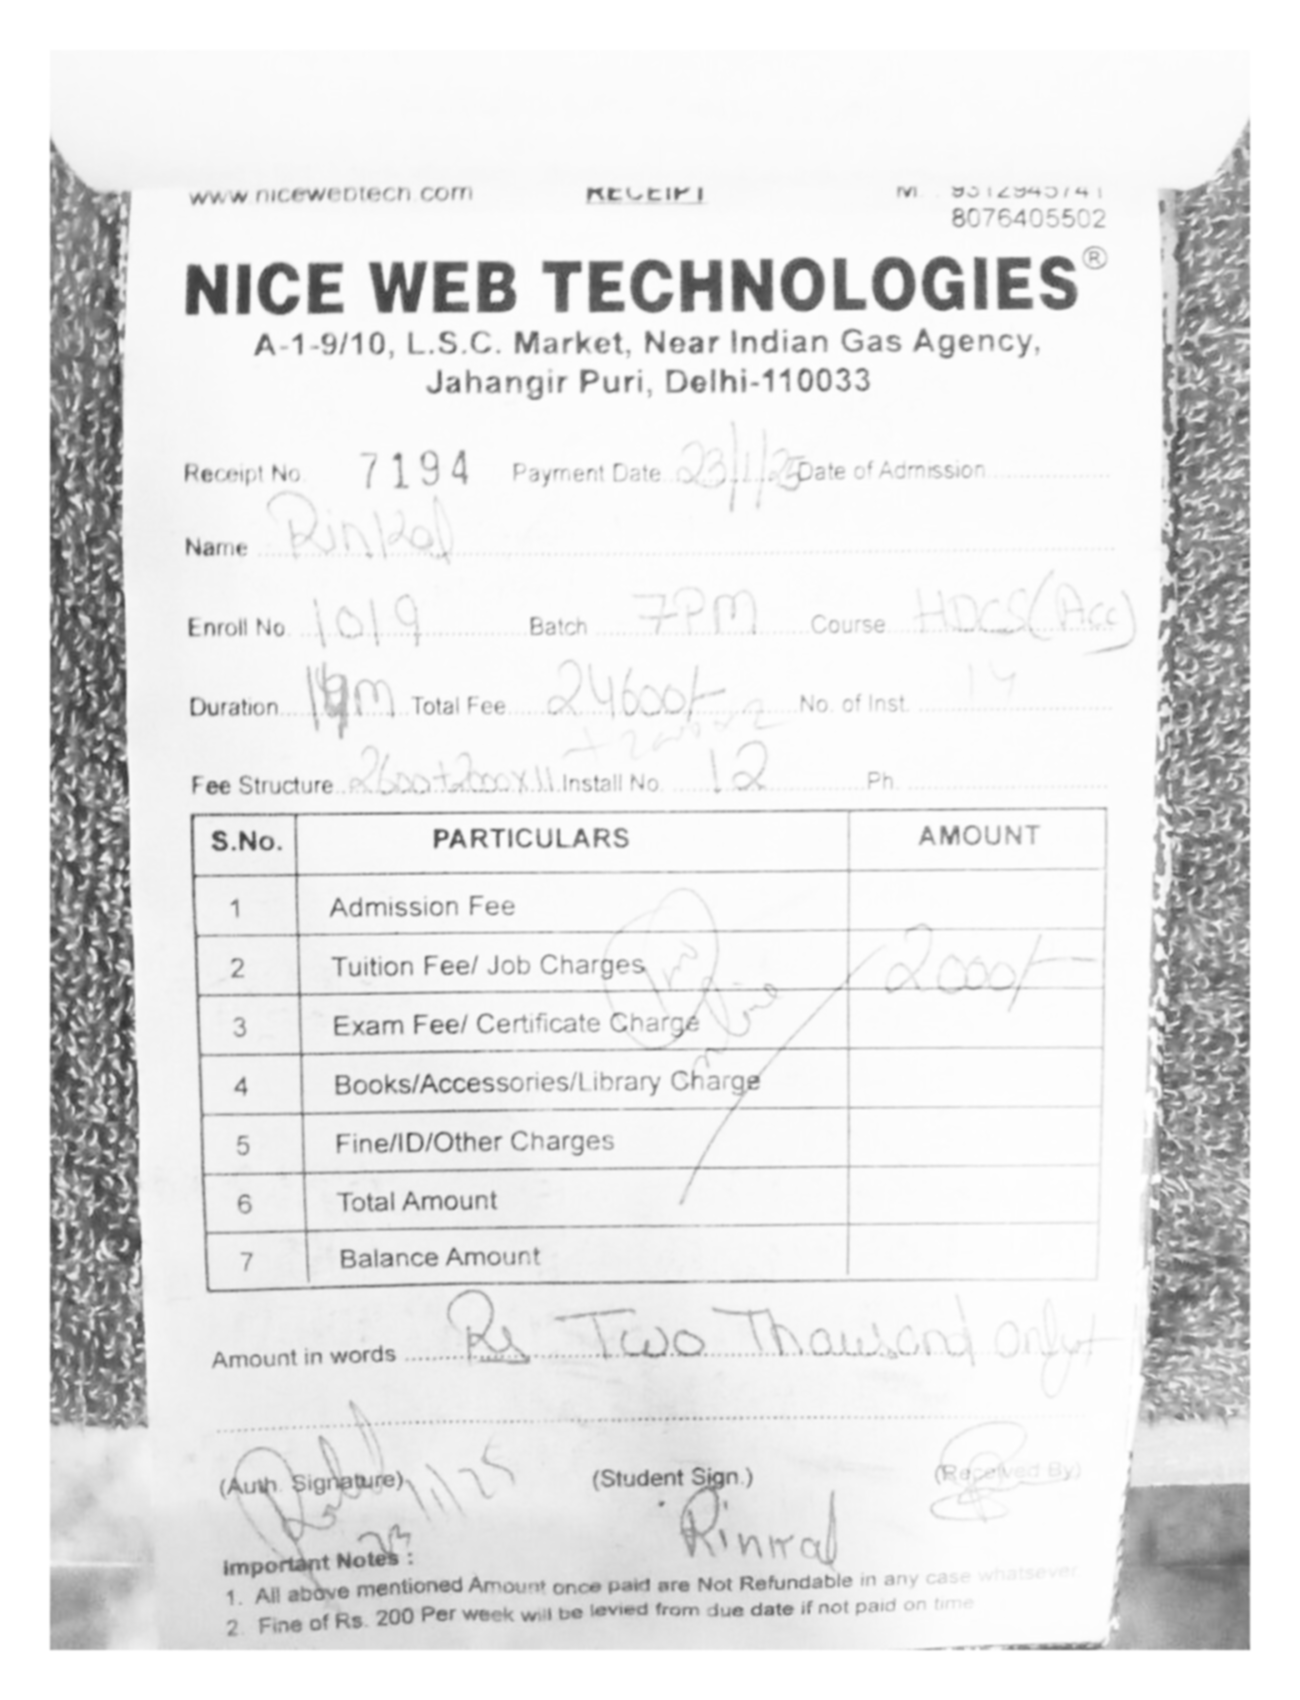 www.nicewebtech.com RECEIPT M. : 9312945741
8076405502
NICE WEB TECHNOLOGIES®
A-1-9/10, L.S.C. Market, Near Indian Gas Agency,
Jahangir Puri, Delhi-110033
Receipt No. 7194 Payment Date 23/1/25 Date of Admission
Name Rinkal
Enroll No. 1019 Batch 7PM Course HDCS(Acc)
Duration Total Fee 24600/- No. of Inst. 14
Fee Structure 2600+2000x11 Install No. 12 Ph.
S.No. PARTICULARS AMOUNT
1 Admission Fee
2 Tuition Fee/ Job Charges 2000/-
3 Exam Fee/ Certificate Charge
4 Books/Accessories/Library Charge
5 Fine/ID/Other Charges
6 Total Amount
7 Balance Amount
Amount in words Rs Two Thousand only
(Auth. Signature) (Student Sign.) (Received By)
23/1/25 Rinkal
Important Notes :
1. All above mentioned Amount once paid are Not Refundable in any case whatsever
2. Fine of Rs. 200 Per week will be levied from due date if not paid on time